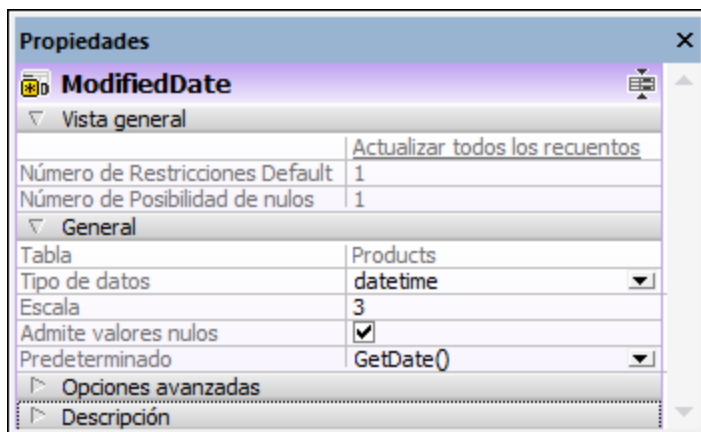 Propiedades
ModifiedDate
Vista general
Actualizar todos los recuentos
Número de Restricciones Default 1
Número de Posibilidad de nulos 1
General
Tabla Products
Tipo de datos datetime
Escala 3
Admite valores nulos
Predeterminado GetDate()
Opciones avanzadas
Descripción